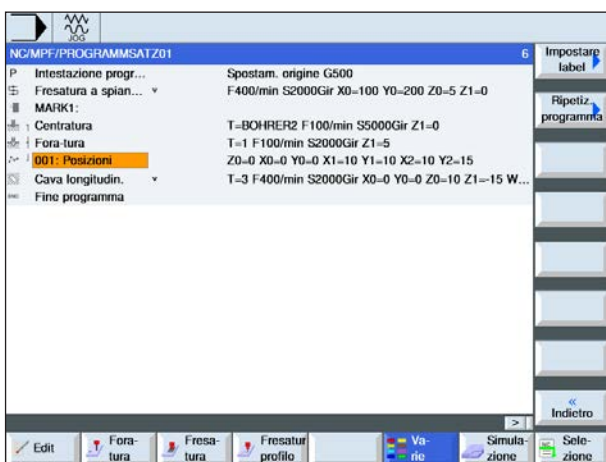 JOG
NC/MPF/PROGRAMMSATZ01 6
P Intestazione progr... Spostam. origine G500
Fresatura a spian... F400/min S2000Gir X0=100 Y0=200 Z0=5 Z1=0
MARK1:
Centratura T=BOHRER2 F100/min S5000Gir Z1=0
Fora-tura T=1 F100/min S2000Gir Z1=5
001: Posizioni Z0=0 X0=0 Y0=0 X1=10 Y1=10 X2=10 Y2=15
Cava longitudin. T=3 F400/min S2000Gir X0=0 Y0=0 Z0=10 Z1=-15 W...
END Fine programma
Impostare
label
Ripetiz.
programma
«
Indietro
>
Edit
Fora-
tura
Fresa-
tura
Fresatur
profilo
Va-
rie
Simula-
zione
Sele-
zione